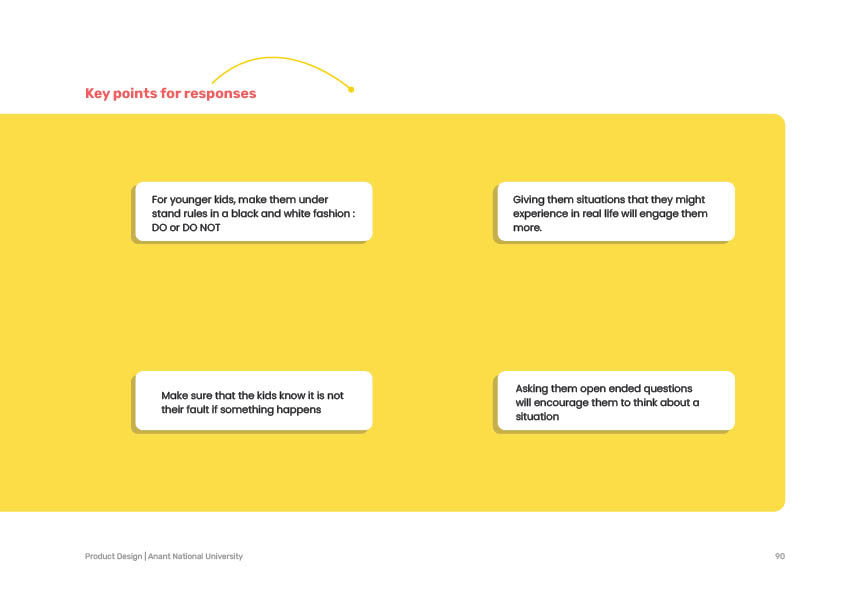 Key points for responses
For younger kids, make them under
stand rules in a black and white fashion :
DO or DO NOT
Giving them situations that they might
experience in real life will engage them
more.
Make sure that the kids know it is not
their fault if something happens
Asking them open ended questions
will encourage them to think about a
situation
Product Design | Anant National University
90